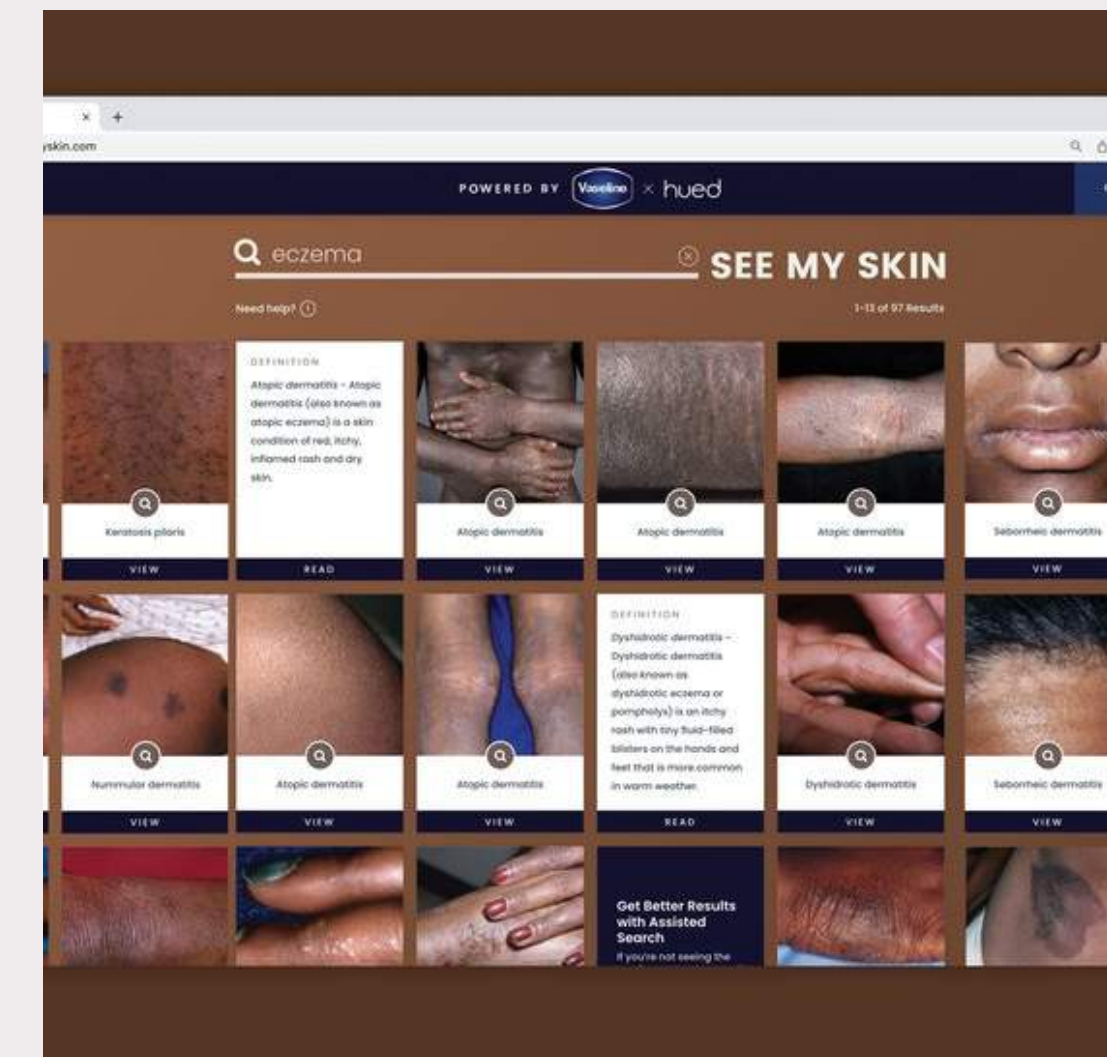 yskin.com
POWERED BY Vaseline × hued
eczema
SEE MY SKIN
Need help?
1-13 of 97 Results
Keratosis pilaris
VIEW
DEFINITION
Atopic dermatitis – Atopic
dermatitis (also known as
atopic eczema) is a skin
condition of red, itchy,
inflamed rash and dry
skin.
READ
Atopic dermatitis
VIEW
Atopic dermatitis
VIEW
Atopic dermatitis
VIEW
Seborrheic dermatitis
VIEW
Nummular dermatitis
VIEW
Atopic dermatitis
VIEW
Atopic dermatitis
VIEW
DEFINITION
Dyshidrotic dermatitis –
Dyshidrotic dermatitis
(also known as
dyshidrotic eczema or
pompholyx) is an itchy
rash with tiny fluid-filled
blisters on the hands and
feet that is more common
in warm weather.
READ
Dyshidrotic dermatitis
VIEW
Seborrheic dermatitis
VIEW
Get Better Results
with Assisted
Search
If you're not seeing the